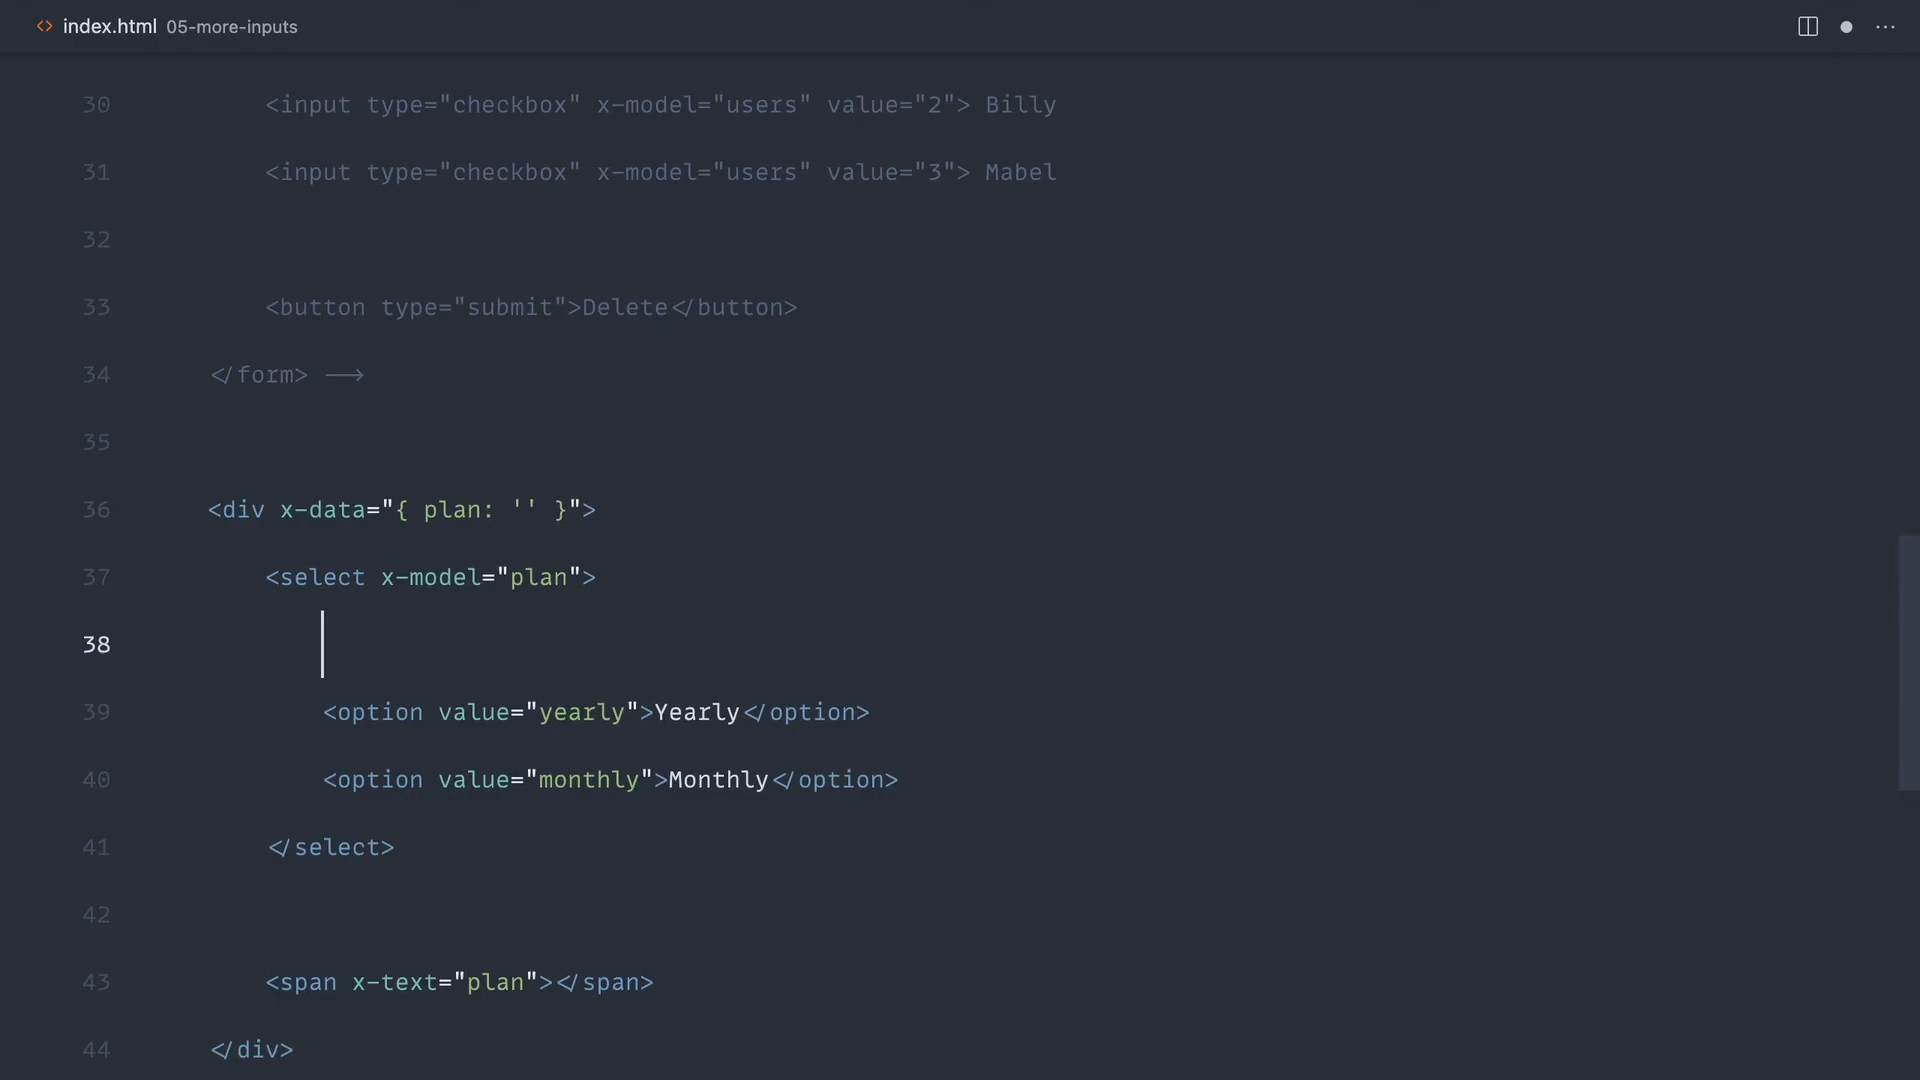 index.html 05-more-inputs
30 <input type="checkbox" x-model="users" value="2"> Billy
31 <input type="checkbox" x-model="users" value="3"> Mabel
32
33 <button type="submit">Delete</button>
34 </form> -->
35
36 <div x-data="{ plan: '' }">
37 <select x-model="plan">
38
39 <option value="yearly">Yearly</option>
40 <option value="monthly">Monthly</option>
41 </select>
42
43 <span x-text="plan"></span>
44 </div>